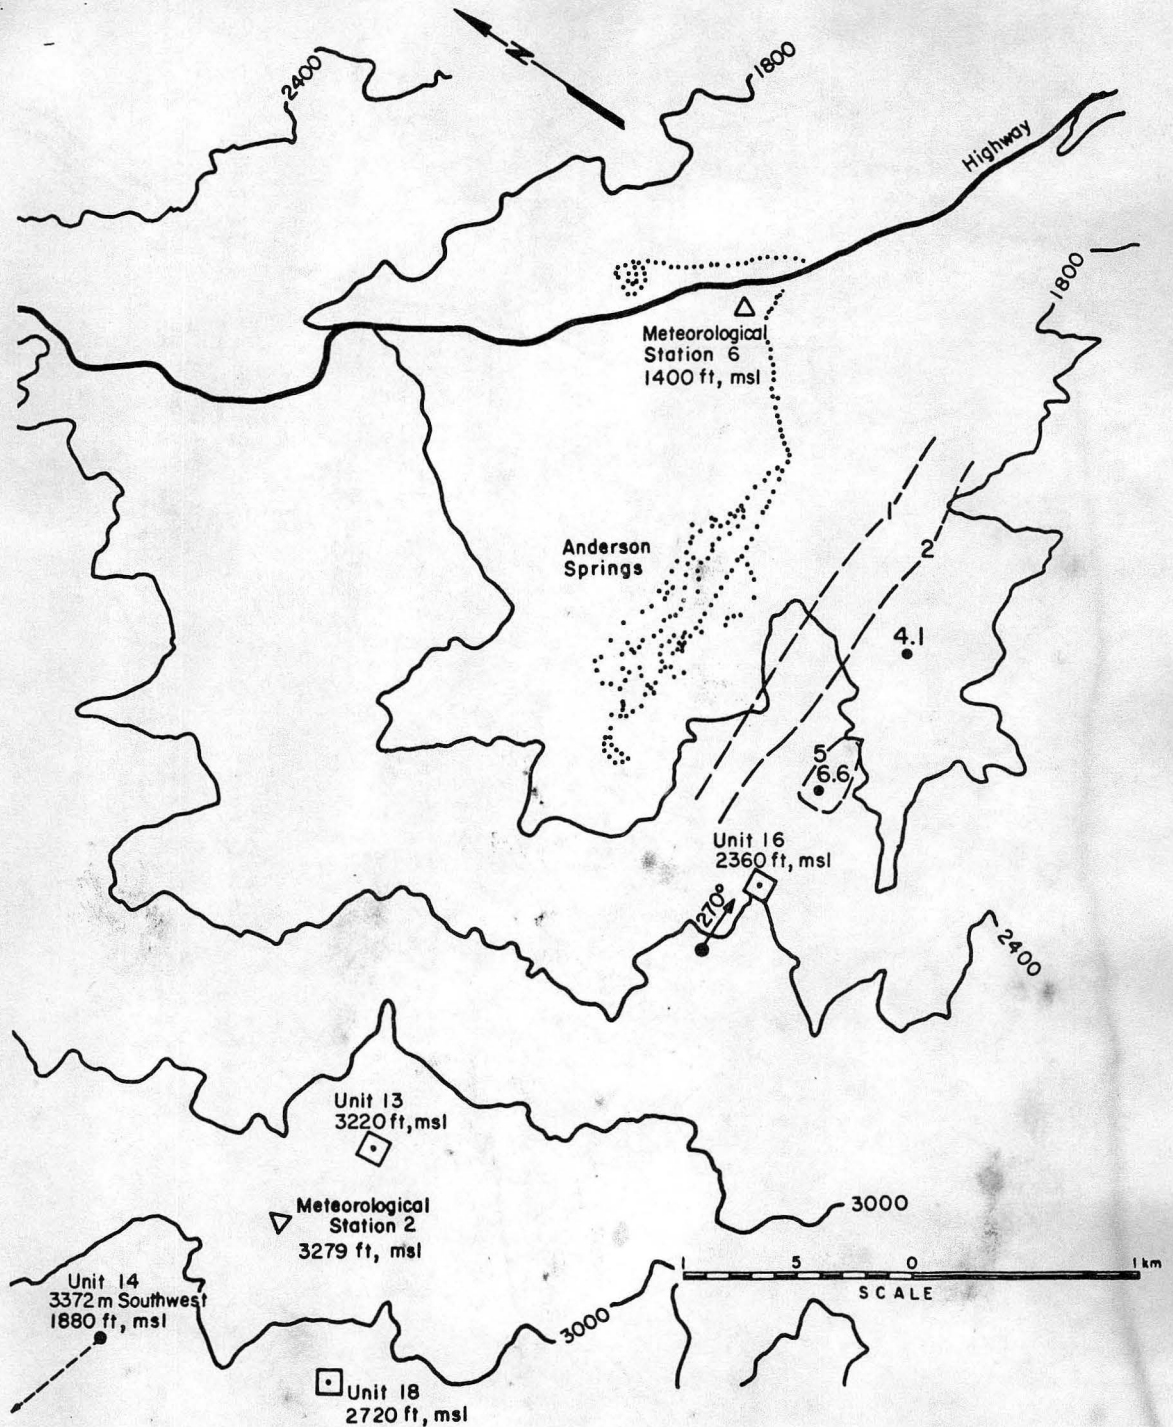 2400
N
1800
Highway
1800
Meteorological
Station 6
1400 ft, msl
1
2
Anderson
Springs
4.1
5
6.6
Unit 16
2360 ft, msl
270°
2400
Unit 13
3220 ft, msl
Meteorological
Station 2
3279 ft, msl
3000
Unit 14
3372 m Southwest
1880 ft, msl
1 5 0 1 km
SCALE
3000
Unit 18
2720 ft, msl